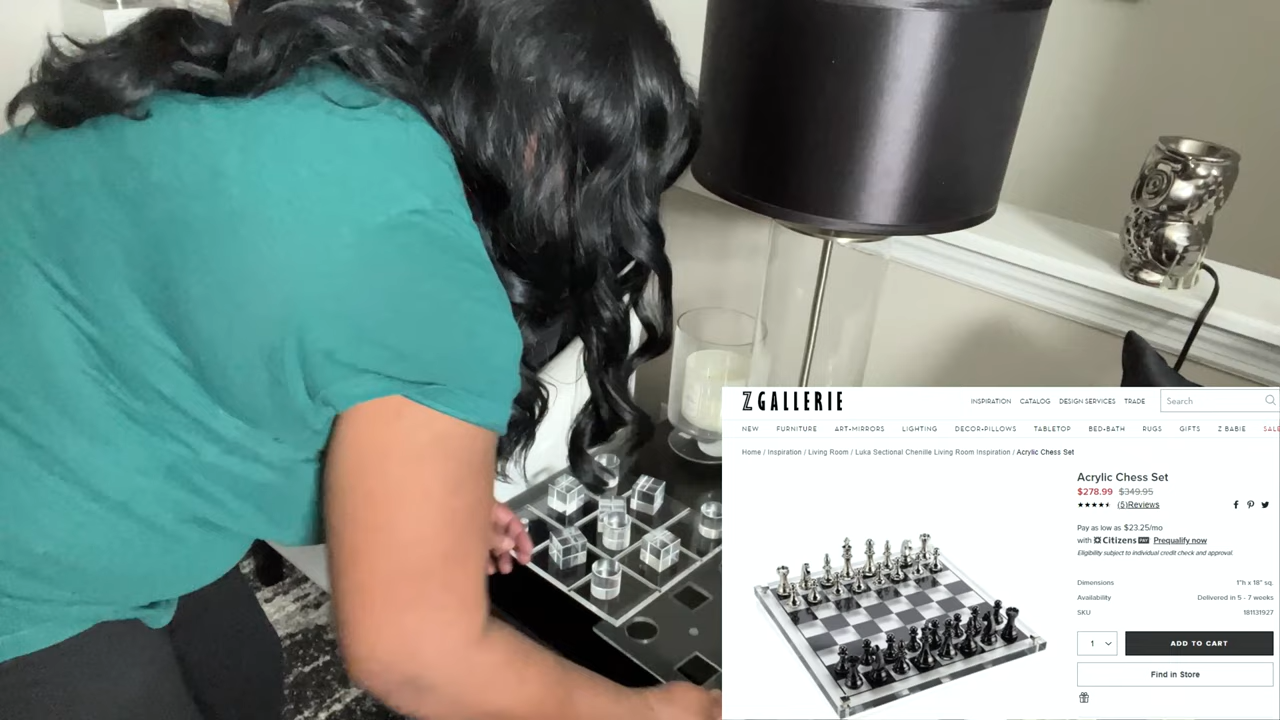 Z GALLERIE
INSPIRATION CATALOG DESIGN SERVICES TRADE
Search
NEW FURNITURE ART+MIRRORS LIGHTING DECOR+PILLOWS TABLETOP BED+BATH RUGS GIFTS Z BABIE SALE
Home / Inspiration / Living Room / Luka Sectional Chenille Living Room Inspiration / Acrylic Chess Set
Acrylic Chess Set
$278.99 $349.95
(5)Reviews
Pay as low as $23.25/mo
with Citizens PAY Prequalify now
Eligibility subject to individual credit check and approval.
Dimensions 1"h x 18" sq.
Availability Delivered in 5 - 7 weeks
SKU 181131927
1
ADD TO CART
Find in Store